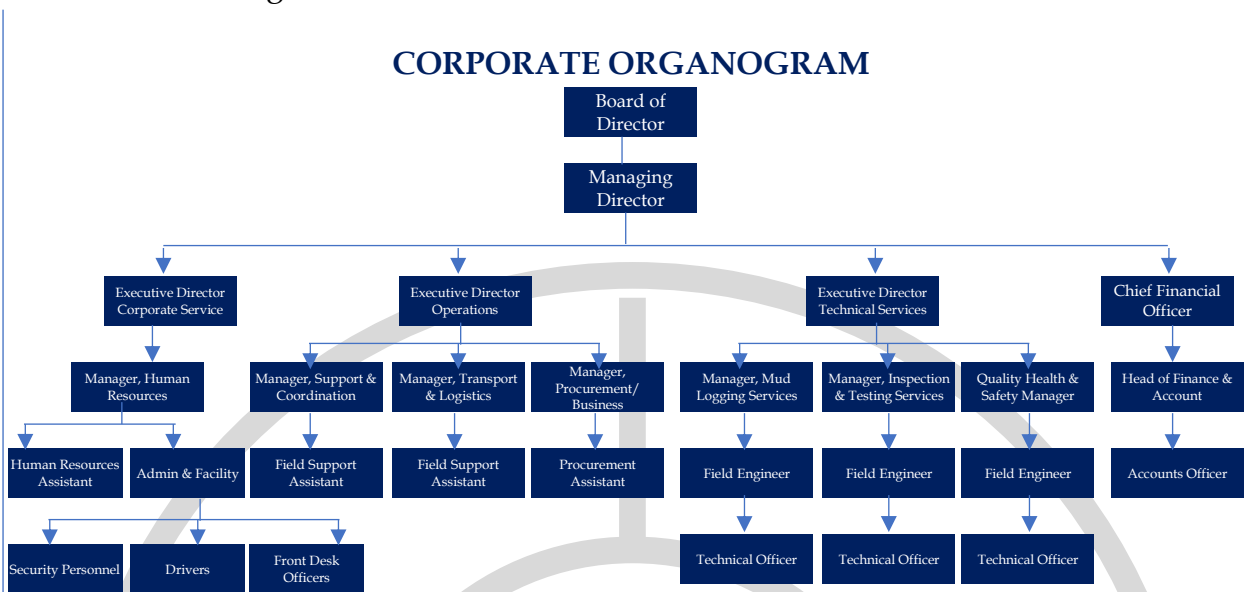 CORPORATE ORGANOGRAM
Board of
Director
Managing
Director
Executive Director
Corporate Service
Executive Director
Operations
Executive Director
Technical Services
Chief Financial
Officer
Manager, Human
Resources
Manager, Support &
Coordination
Manager, Transport
& Logistics
Manager,
Procurement/
Business
Manager, Mud
Logging Services
Manager, Inspection
& Testing Services
Quality Health &
Safety Manager
Head of Finance &
Account
Human Resources
Assistant
Admin & Facility
Field Support
Assistant
Field Support
Assistant
Procurement
Assistant
Field Engineer
Field Engineer
Field Engineer
Accounts Officer
Security Personnel
Drivers
Front Desk
Officers
Technical Officer
Technical Officer
Technical Officer